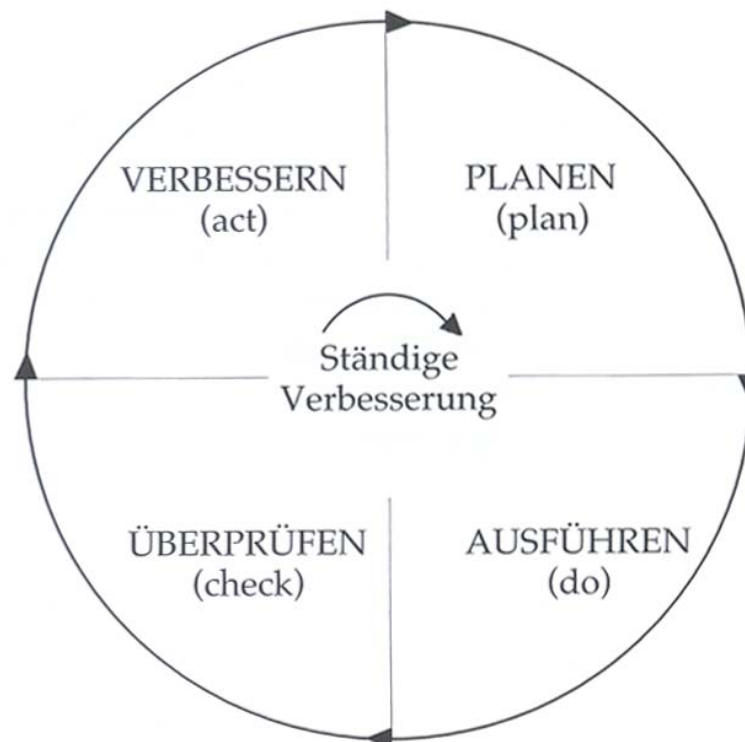 VERBESSERN
(act)
PLANEN
(plan)
Ständige
Verbesserung
ÜBERPRÜFEN
(check)
AUSFÜHREN
(do)